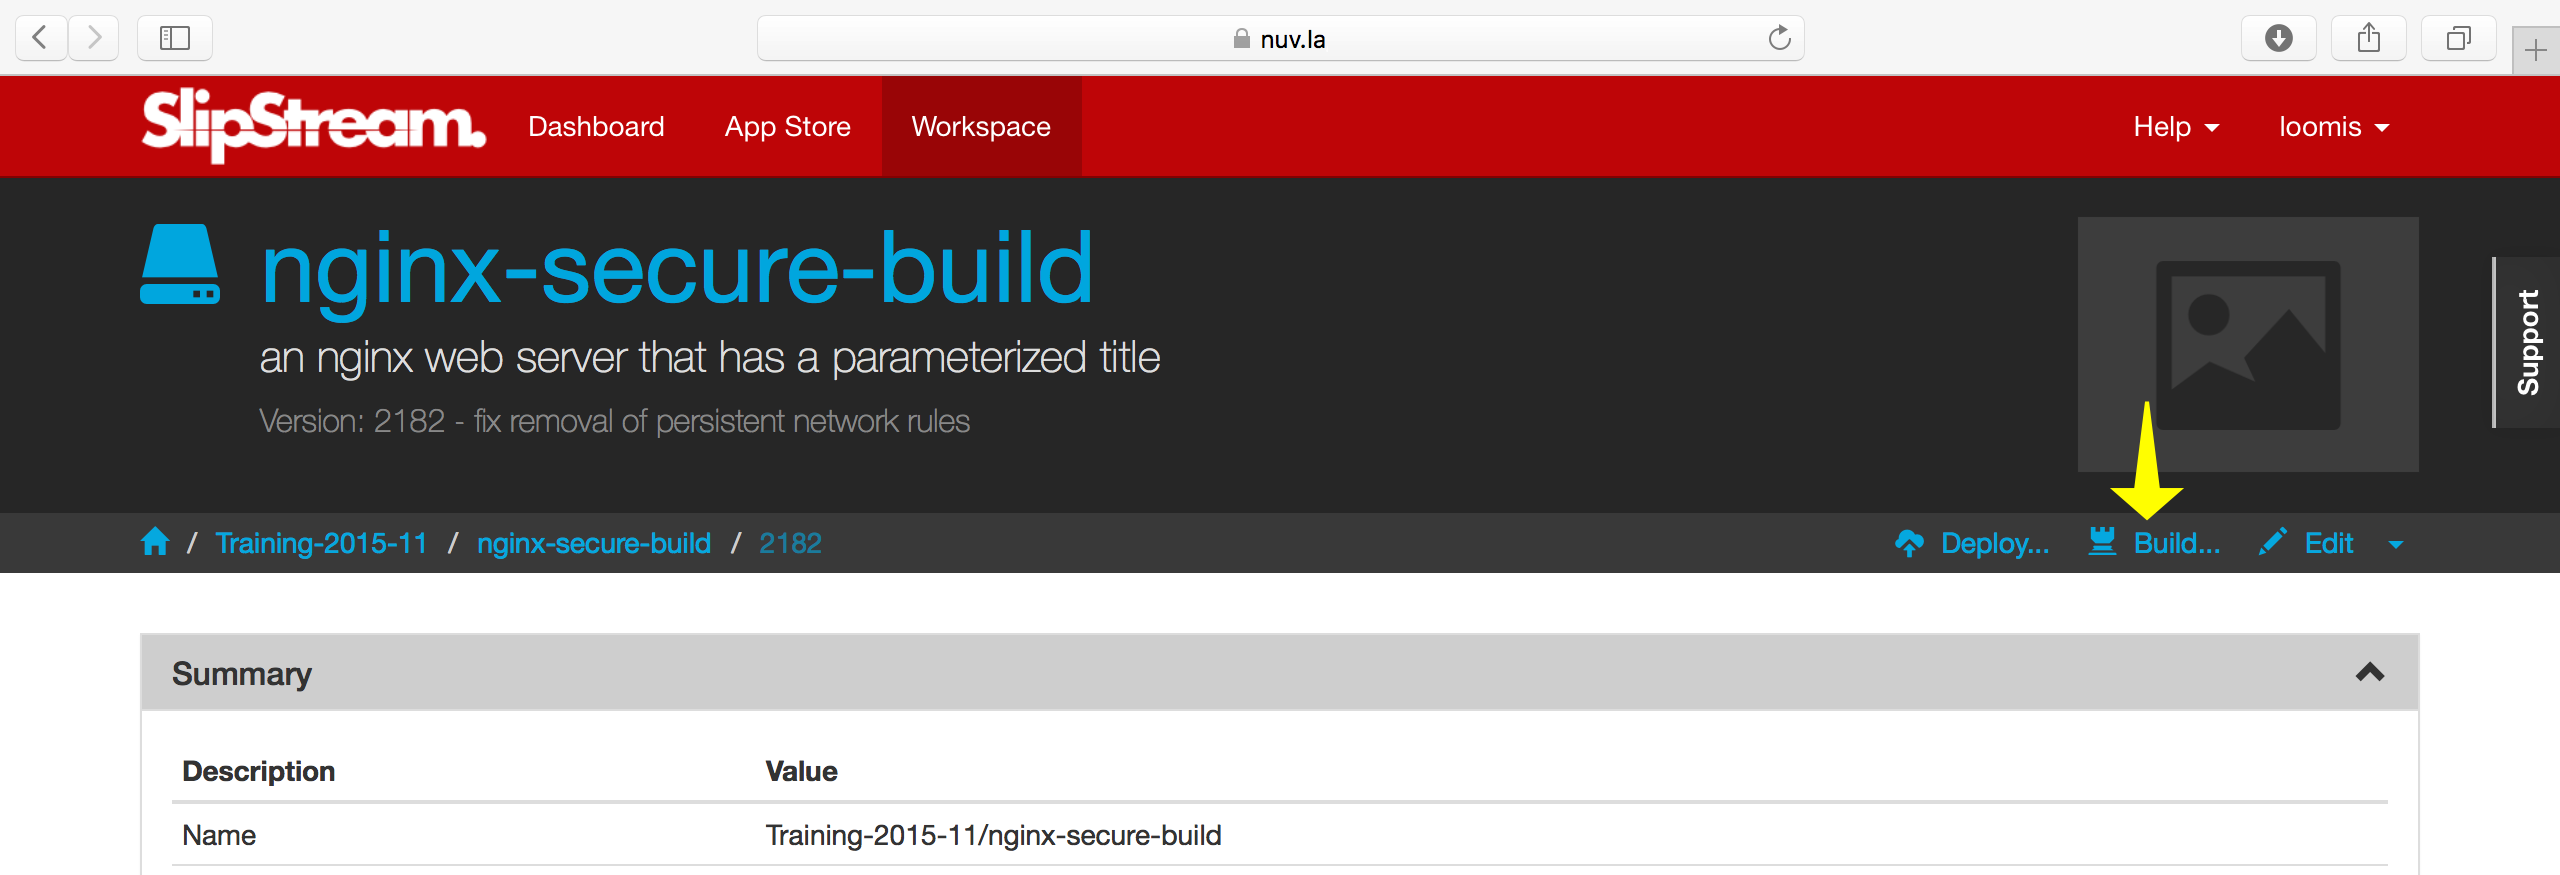 nuv.la
SlipStream. Dashboard App Store Workspace Help loomis
nginx-secure-build
an nginx web server that has a parameterized title
Version: 2182 - fix removal of persistent network rules
Support
/ Training-2015-11 / nginx-secure-build / 2182 Deploy... Build... Edit
Summary
Description Value
Name Training-2015-11/nginx-secure-build